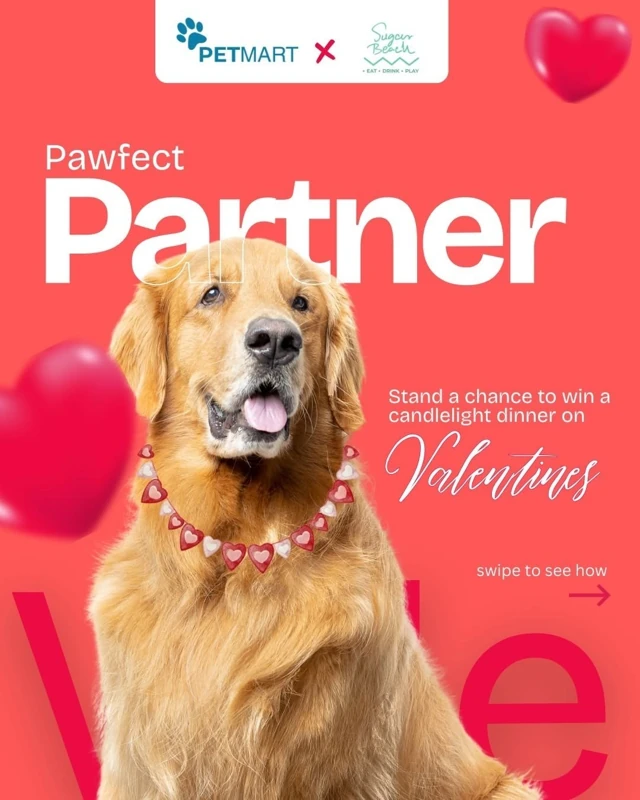 PETMART X Sugar Beach
• EAT • DRINK • PLAY •
Pawfect
Partner
Stand a chance to win a
candlelight dinner on
Valentines
swipe to see how
V e